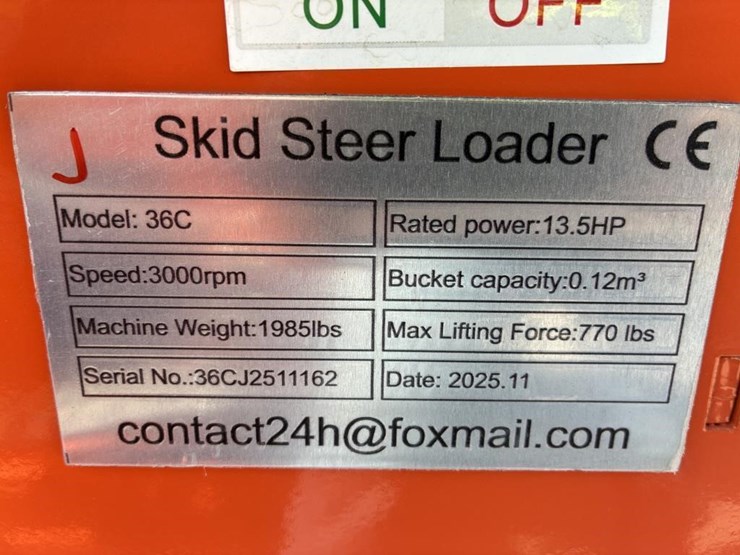 ON OFF
J Skid Steer Loader CE
Model: 36C Rated power:13.5HP
Speed:3000rpm Bucket capacity:0.12m³
Machine Weight:1985lbs Max Lifting Force:770 lbs
Serial No.:36CJ2511162 Date: 2025.11
contact24h@foxmail.com